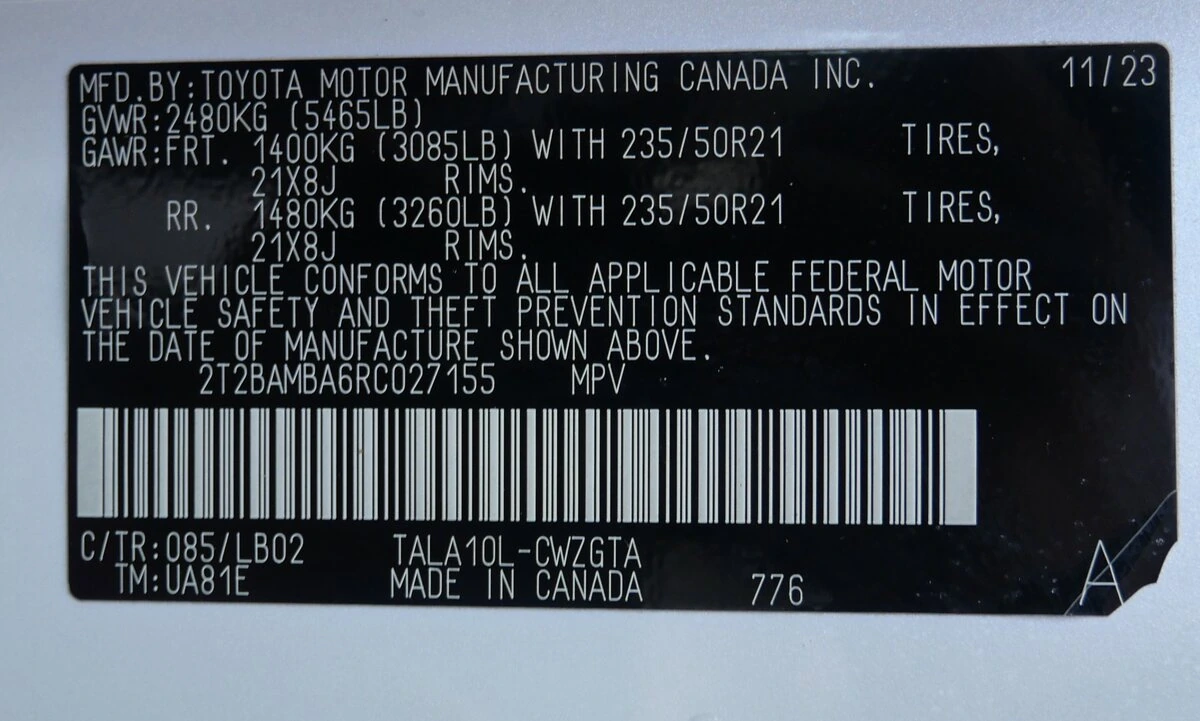 MFD.BY:TOYOTA MOTOR MANUFACTURING CANADA INC. 11/23
GVWR:2480KG (5465LB)
GAWR:FRT. 1400KG (3085LB) WITH 235/50R21 TIRES,
21X8J RIMS.
RR. 1480KG (3260LB) WITH 235/50R21 TIRES,
21X8J RIMS.
THIS VEHICLE CONFORMS TO ALL APPLICABLE FEDERAL MOTOR
VEHICLE SAFETY AND THEFT PREVENTION STANDARDS IN EFFECT ON
THE DATE OF MANUFACTURE SHOWN ABOVE.
2T2BAMBA6RC027155 MPV
C/TR:085/LB02 TALA10L-CWZGTA
TM:UA81E MADE IN CANADA 776
A